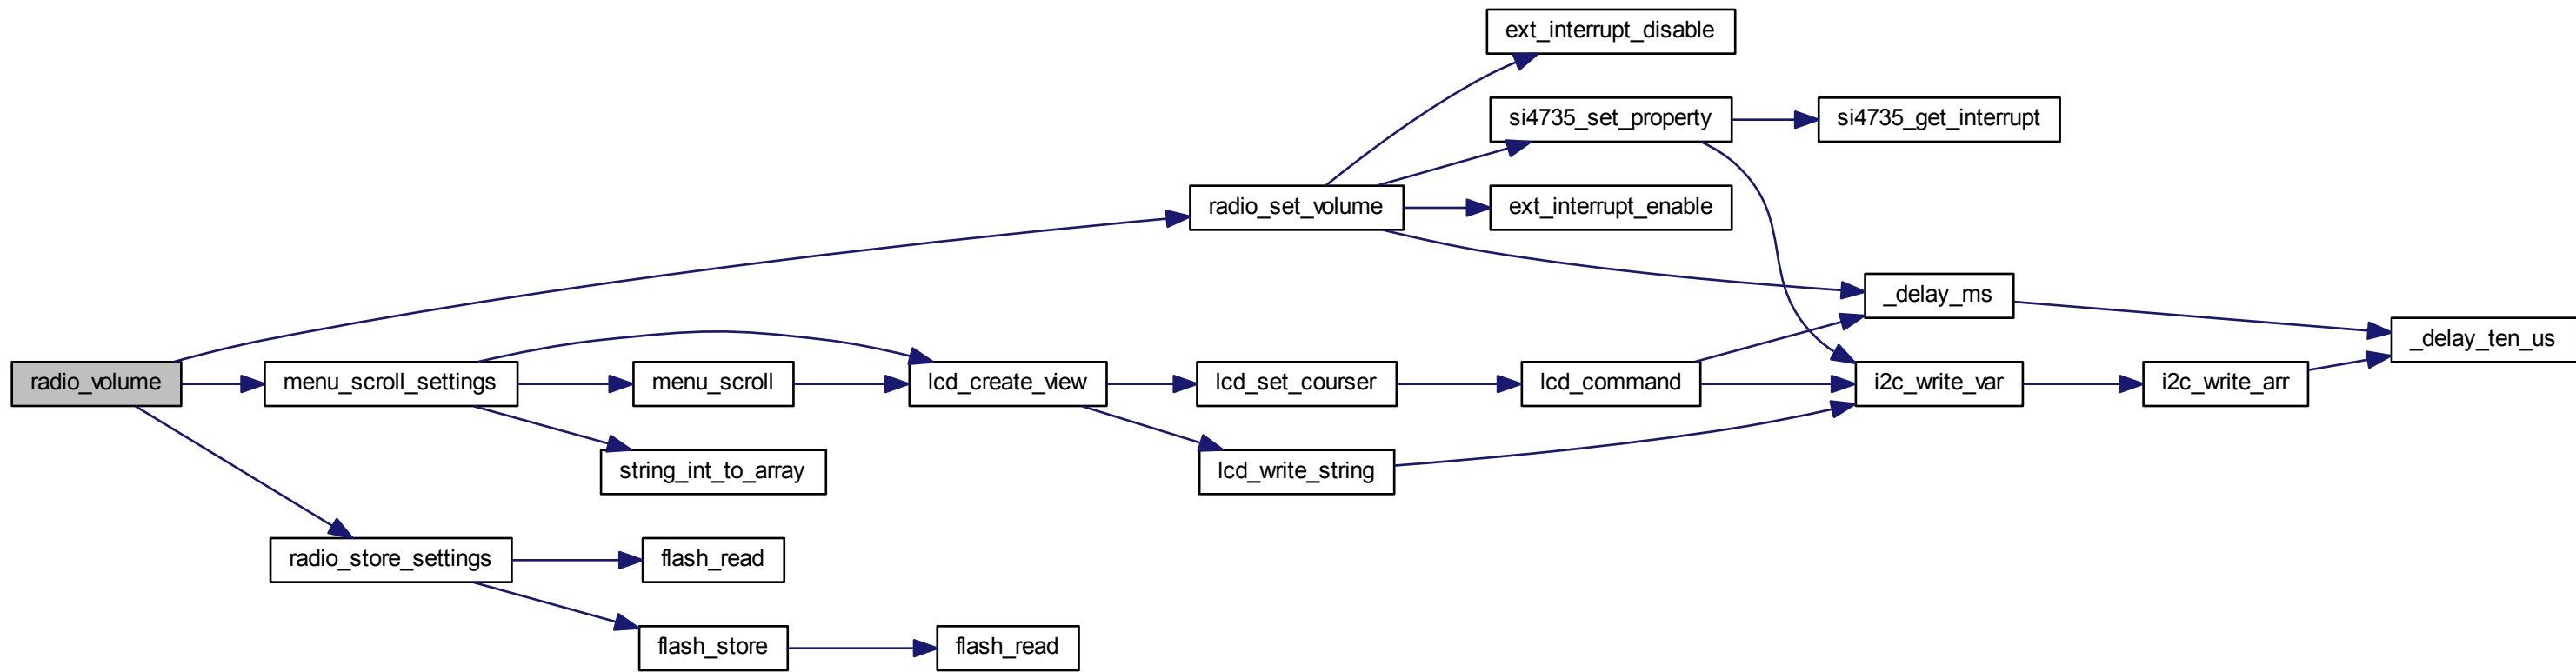 ext_interrupt_disable
si4735_set_property
si4735_get_interrupt
radio_set_volume
ext_interrupt_enable
_delay_ms
_delay_ten_us
radio_volume
menu_scroll_settings
menu_scroll
lcd_create_view
lcd_set_courser
lcd_command
i2c_write_var
i2c_write_arr
string_int_to_array
lcd_write_string
radio_store_settings
flash_read
flash_store
flash_read